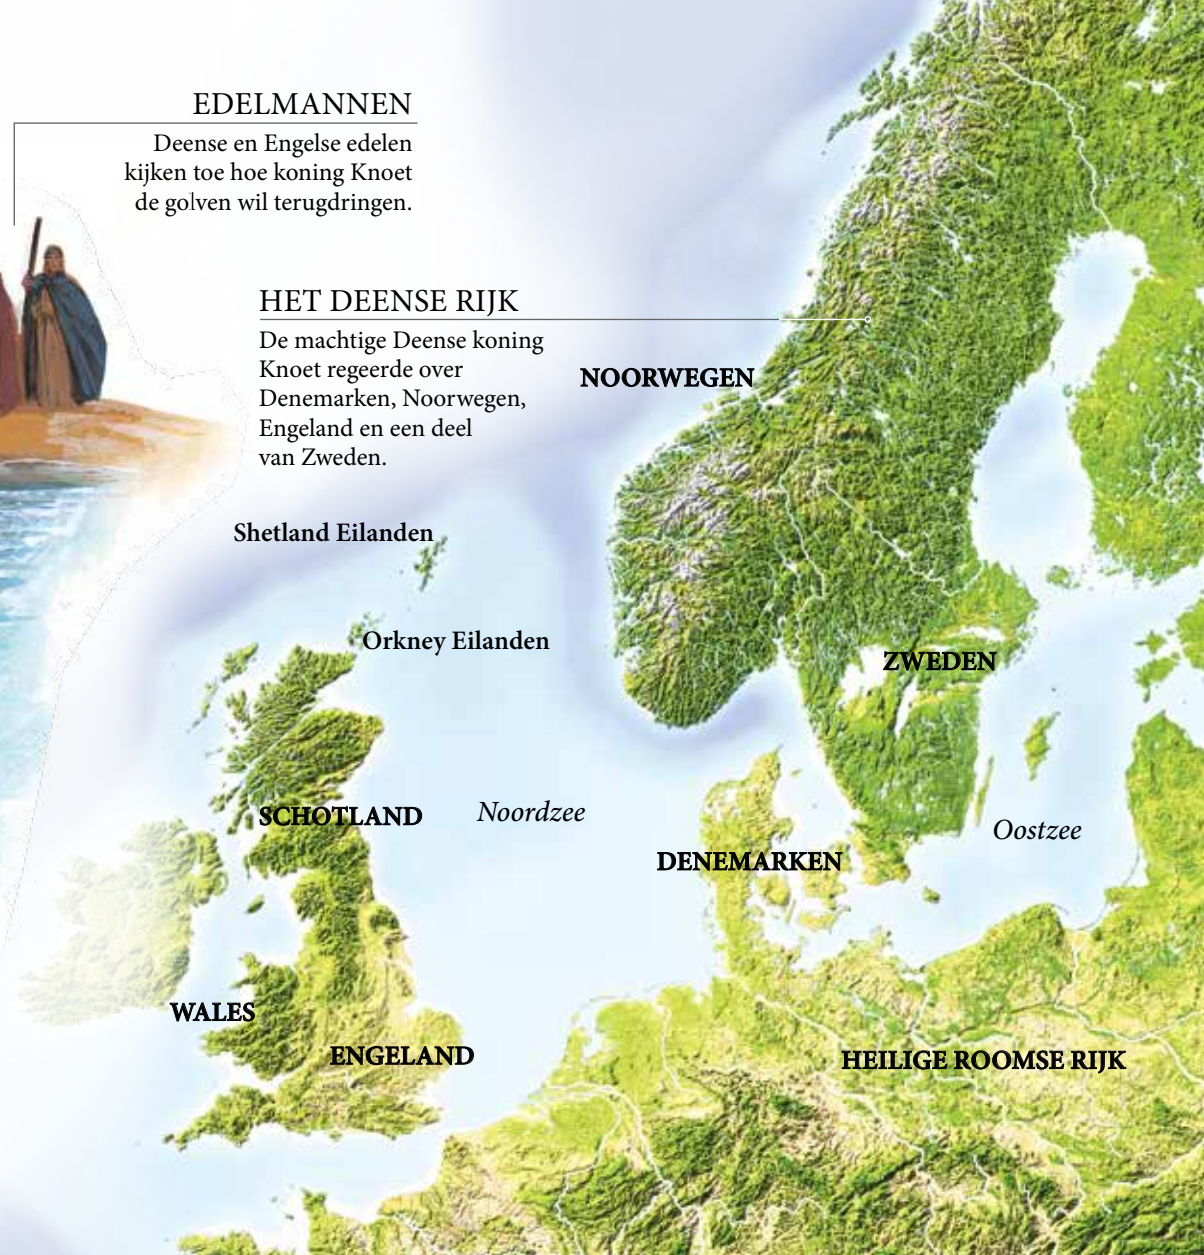 EDELMANNEN
Deense en Engelse edelen
kijken toe hoe koning Knoet
de golven wil terugdringen.
HET DEENSE RIJK
De machtige Deense koning
Knoet regeerde over
Denemarken, Noorwegen,
Engeland en een deel
van Zweden.
NOORWEGEN
Shetland Eilanden
Orkney Eilanden
ZWEDEN
SCHOTLAND
Noordzee
Oostzee
DENEMARKEN
WALES
ENGELAND
HEILIGE ROOMSE RIJK